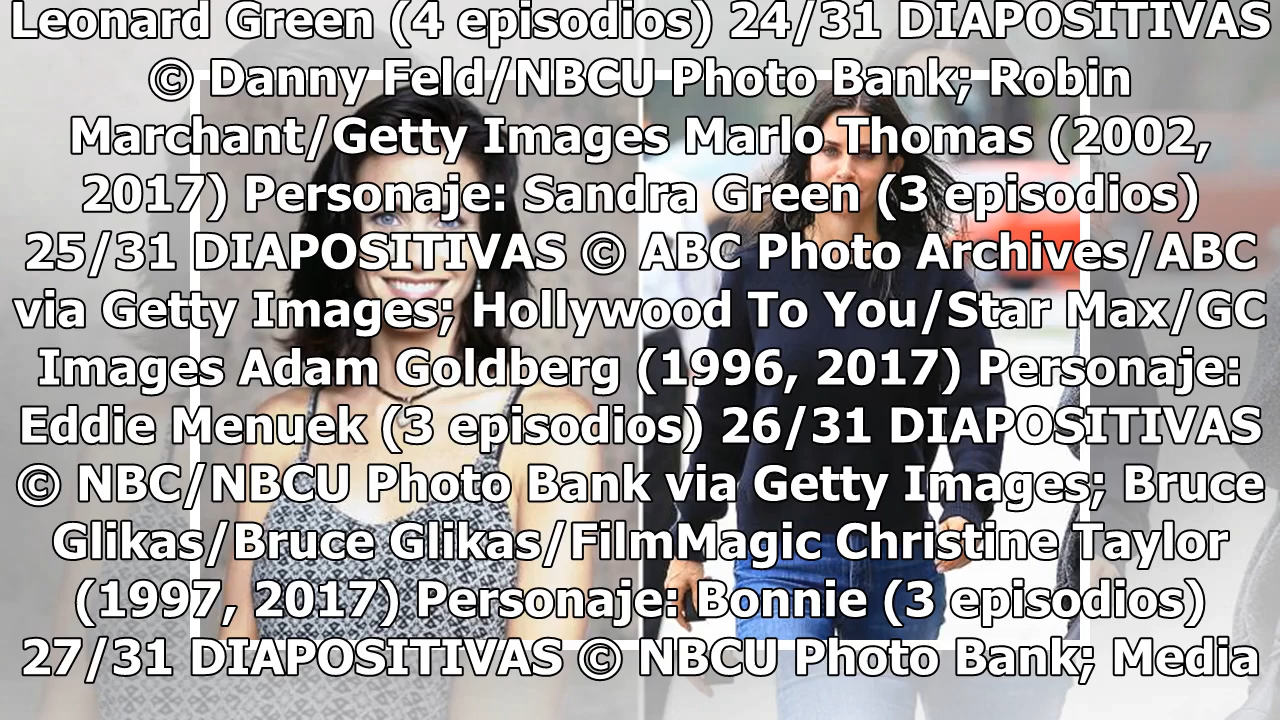 Leonard Green (4 episodios) 24/31 DIAPOSITIVAS
© Danny Feld/NBCU Photo Bank; Robin
Marchant/Getty Images Marlo Thomas (2002,
2017) Personaje: Sandra Green (3 episodios)
25/31 DIAPOSITIVAS © ABC Photo Archives/ABC
via Getty Images; Hollywood To You/Star Max/GC
Images Adam Goldberg (1996, 2017) Personaje:
Eddie Menuek (3 episodios) 26/31 DIAPOSITIVAS
© NBC/NBCU Photo Bank via Getty Images; Bruce
Glikas/Bruce Glikas/FilmMagic Christine Taylor
(1997, 2017) Personaje: Bonnie (3 episodios)
27/31 DIAPOSITIVAS © NBCU Photo Bank; Media